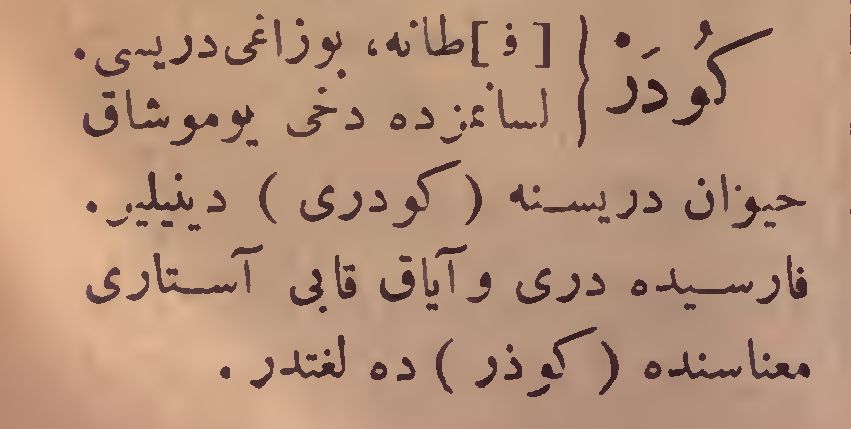 كُودَرْ { [ ف ] طانه، بوزاغی دریسی.
لسانمزده دخی یوموشاق
حیوان دریسنه ( كودری ) دینیلیر.
فارسیده دری و آیاق قابی آستاری
معناسنده ( كوذر ) ده لغتدر.